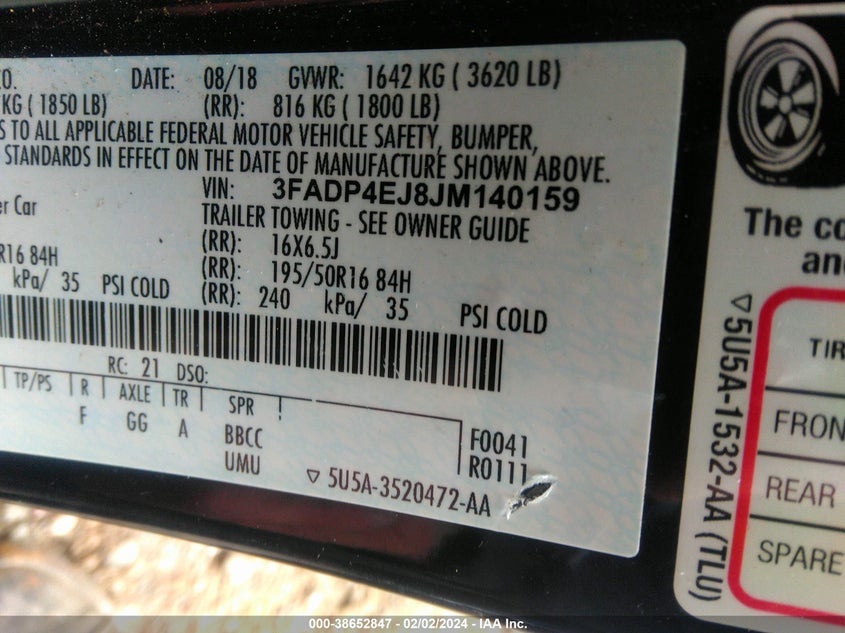 CO. DATE: 08/18 GVWR: 1642 KG ( 3620 LB)
KG ( 1850 LB) (RR): 816 KG ( 1800 LB)
S TO ALL APPLICABLE FEDERAL MOTOR VEHICLE SAFETY, BUMPER,
STANDARDS IN EFFECT ON THE DATE OF MANUFACTURE SHOWN ABOVE.
VIN: 3FADP4EJ8JM140159
er Car TRAILER TOWING - SEE OWNER GUIDE
(RR): 16X6.5J
R16 84H (RR): 195/50R16 84H
kPa/ 35 PSI COLD (RR): 240 kPa/ 35 PSI COLD
RC: 21 DSO:
TP/PS R AXLE TR SPR
F GG A BBCC F0041
UMU R0111
5U5A-3520472-AA
The co
and
5U5A-1532-AA (TLU)
TIR
FRON
REAR
SPARE
000-38652847 - 02/02/2024 - IAA Inc.